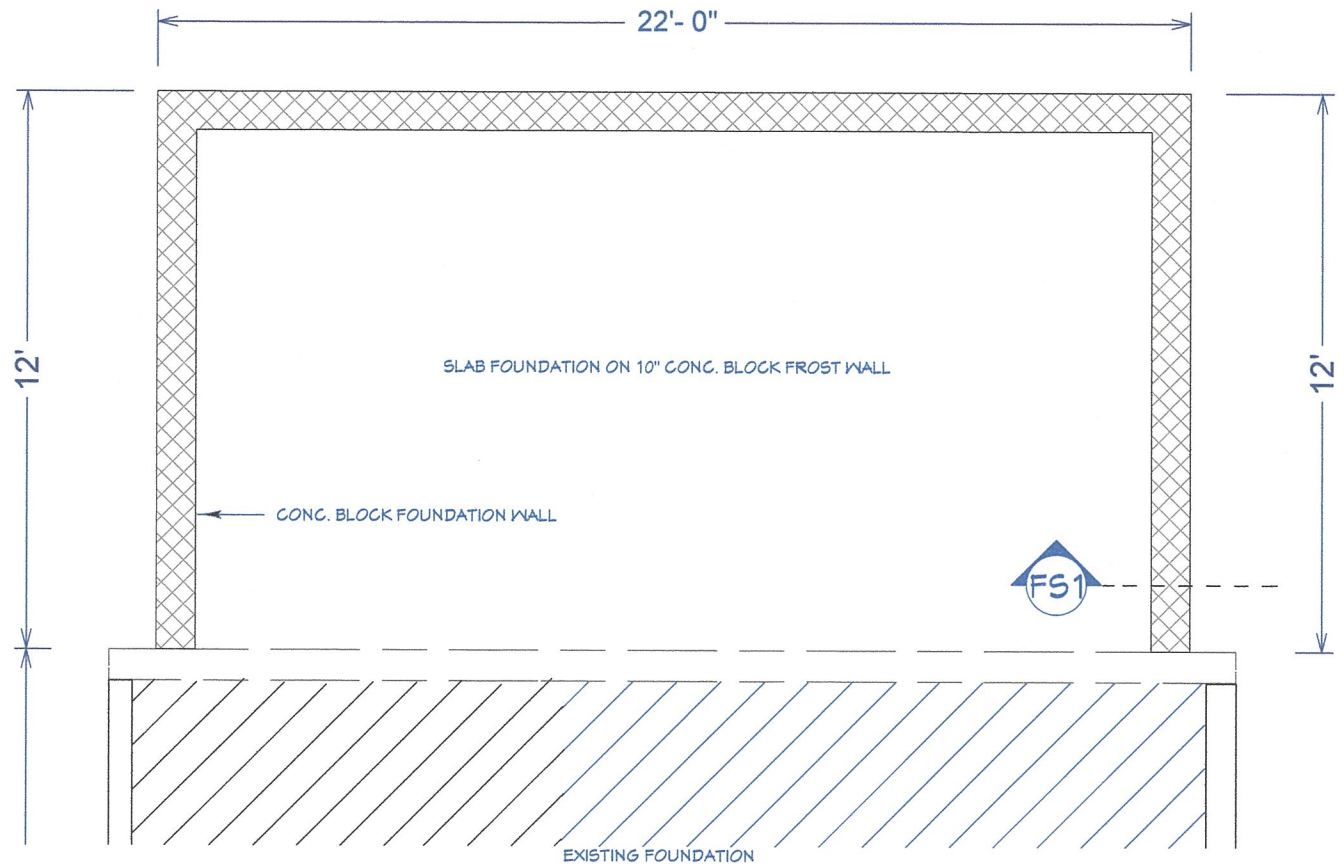 22'- 0"
12'
12'
SLAB FOUNDATION ON 10" CONC. BLOCK FROST WALL
CONC. BLOCK FOUNDATION WALL
FS1
EXISTING FOUNDATION